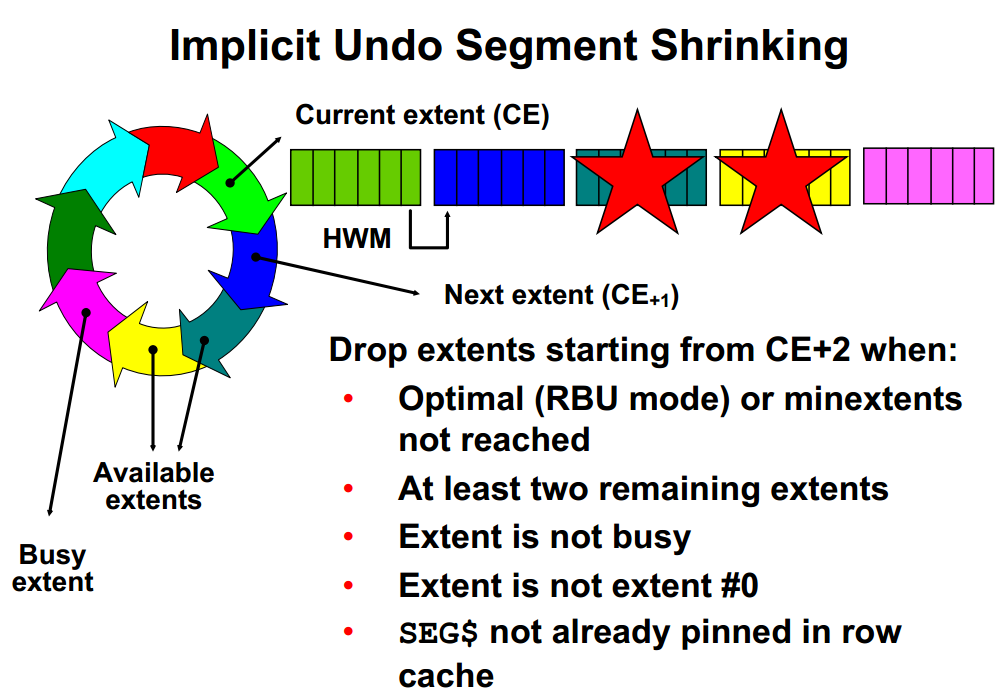 Implicit Undo Segment Shrinking
Current extent (CE)
HWM
Next extent (CE+1)
Available
extents
Busy
extent
Drop extents starting from CE+2 when:
• Optimal (RBU mode) or minextents
not reached
• At least two remaining extents
• Extent is not busy
• Extent is not extent #0
• SEG$ not already pinned in row
cache